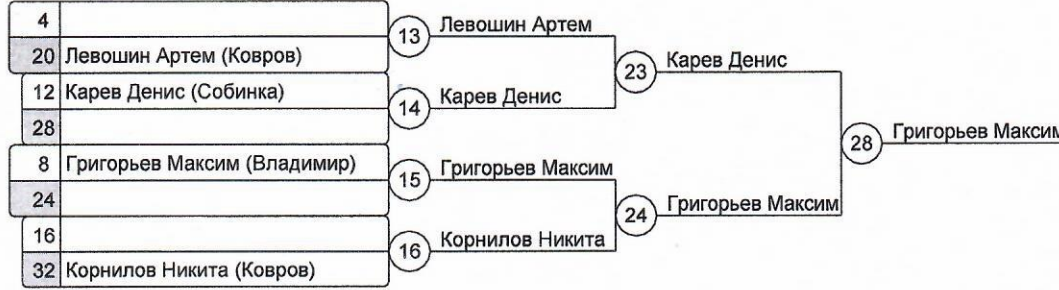 4
13 Левошин Артем
20 Левошин Артем (Ковров)
23 Карев Денис
12 Карев Денис (Собинка)
14 Карев Денис
28
28 Григорьев Максим
8 Григорьев Максим (Владимир)
15 Григорьев Максим
24
24 Григорьев Максим
16
16 Корнилов Никита
32 Корнилов Никита (Ковров)